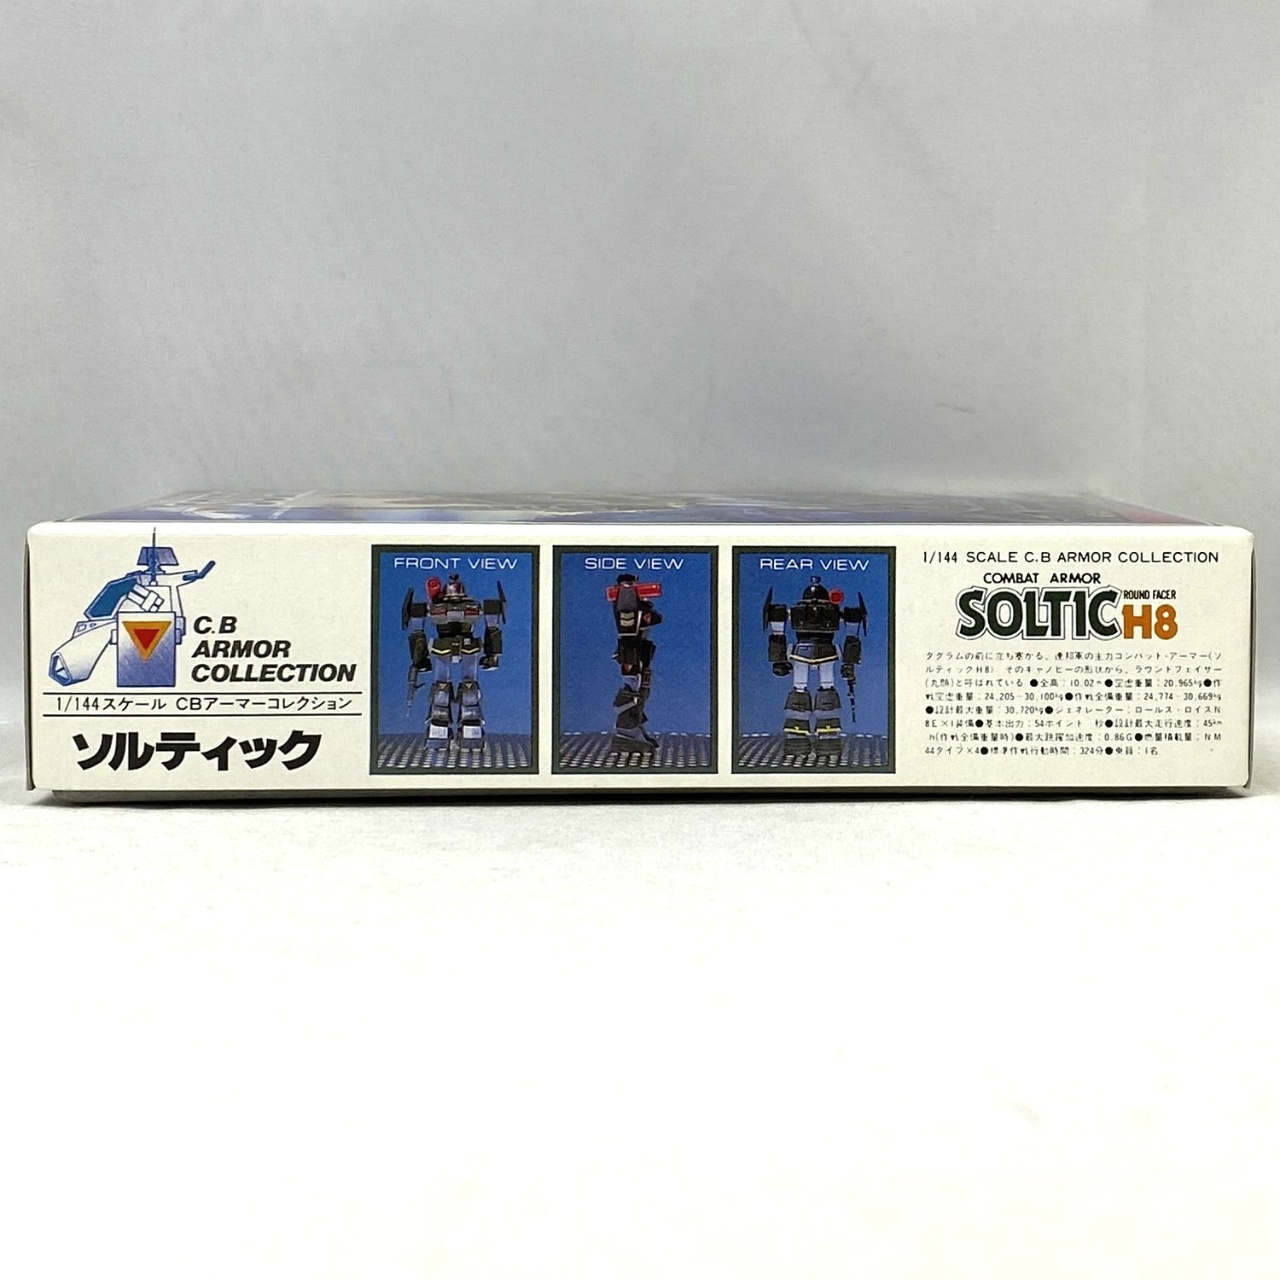 C.B
ARMOR
COLLECTION
1/144スケール CBアーマーコレクション
ソルティック
FRONT VIEW
SIDE VIEW
REAR VIEW
1/144 SCALE C.B ARMOR COLLECTION
COMBAT ARMOR
SOLTIC ROUND FACER H8
ダグラムの前に立ち塞がる、連邦軍の主力コンバット・アーマー(ソ
ルティックH8) そのキャノピーの形状から、ラウンドフェイサー
(丸顔)と呼ばれている ●全高：10.02m●空虚重量：20,965kg●作
戦空虚重量：24,205-30,100kg●作戦全備重量：24,774-30,669kg
●設計最大重量：30,720kg●ジェネレーター：ロールス・ロイスN
8E×1装備●基本出力：54ポイント 秒●設計最大走行速度：45km
h(作戦全備重量時)●最大跳躍加速度：0.86G●燃量積載量：NM
44タイプ×4●標準作戦行動時間：324分●乗員：1名